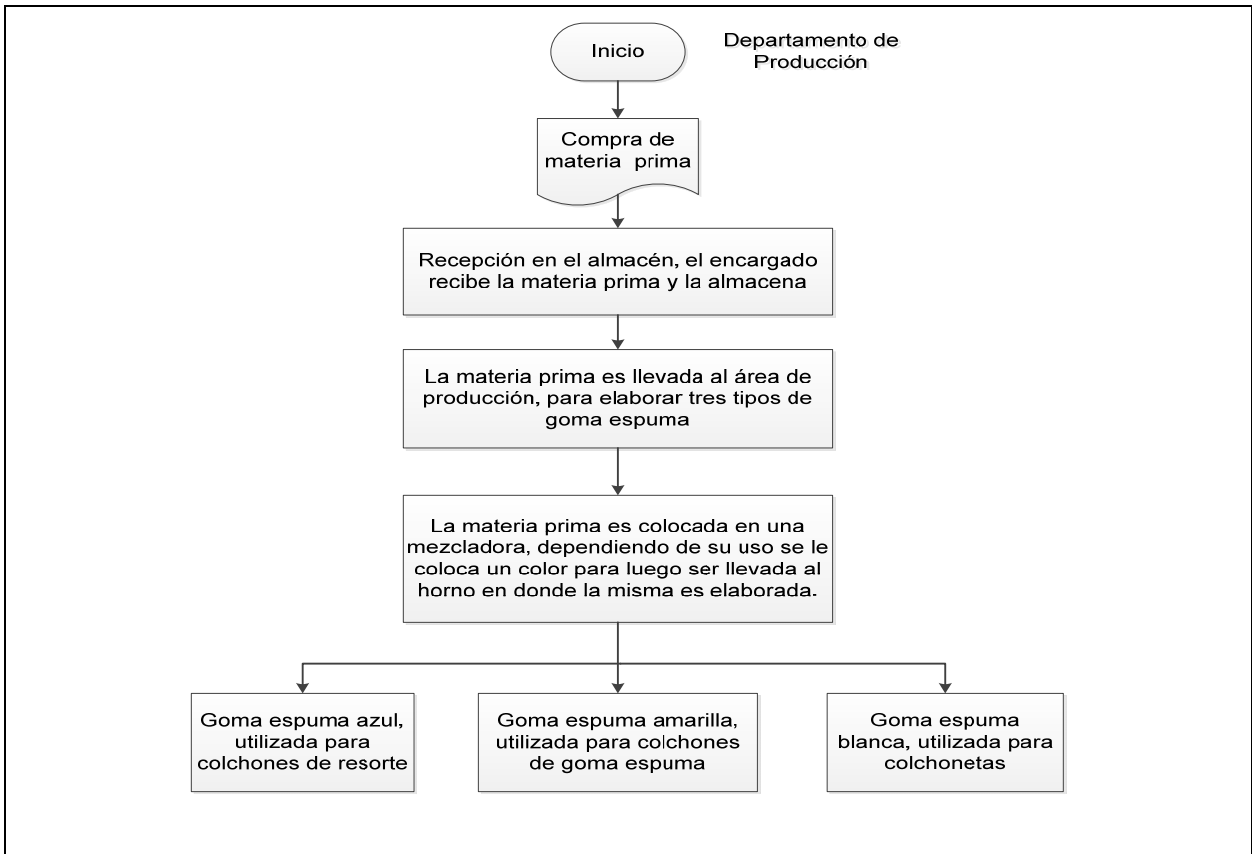 Inicio
Departamento de
Producción
Compra de
materia prima
Recepción en el almacén, el encargado
recibe la materia prima y la almacena
La materia prima es llevada al área de
producción, para elaborar tres tipos de
goma espuma
La materia prima es colocada en una
mezcladora, dependiendo de su uso se le
coloca un color para luego ser llevada al
horno en donde la misma es elaborada.
Goma espuma azul,
utilizada para
colchones de resorte
Goma espuma amarilla,
utilizada para colchones
de goma espuma
Goma espuma
blanca, utilizada para
colchonetas